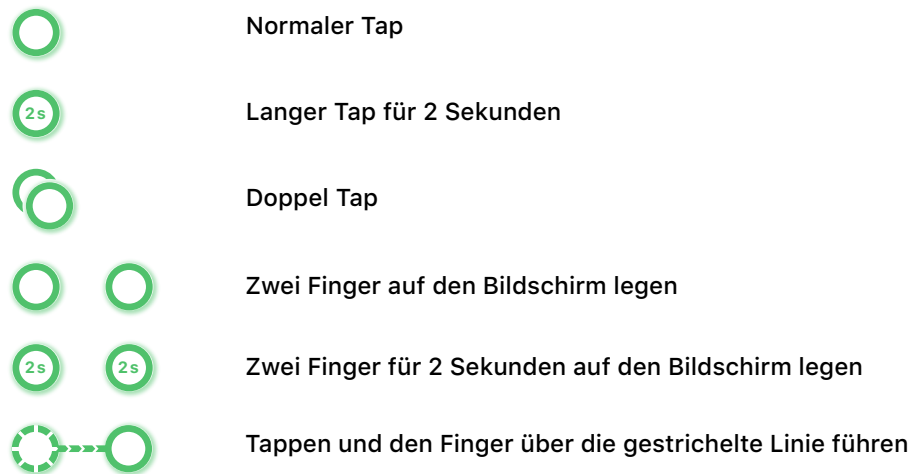 Normaler Tap
2s Langer Tap für 2 Sekunden
Doppel Tap
Zwei Finger auf den Bildschirm legen
2s 2s Zwei Finger für 2 Sekunden auf den Bildschirm legen
Tappen und den Finger über die gestrichelte Linie führen